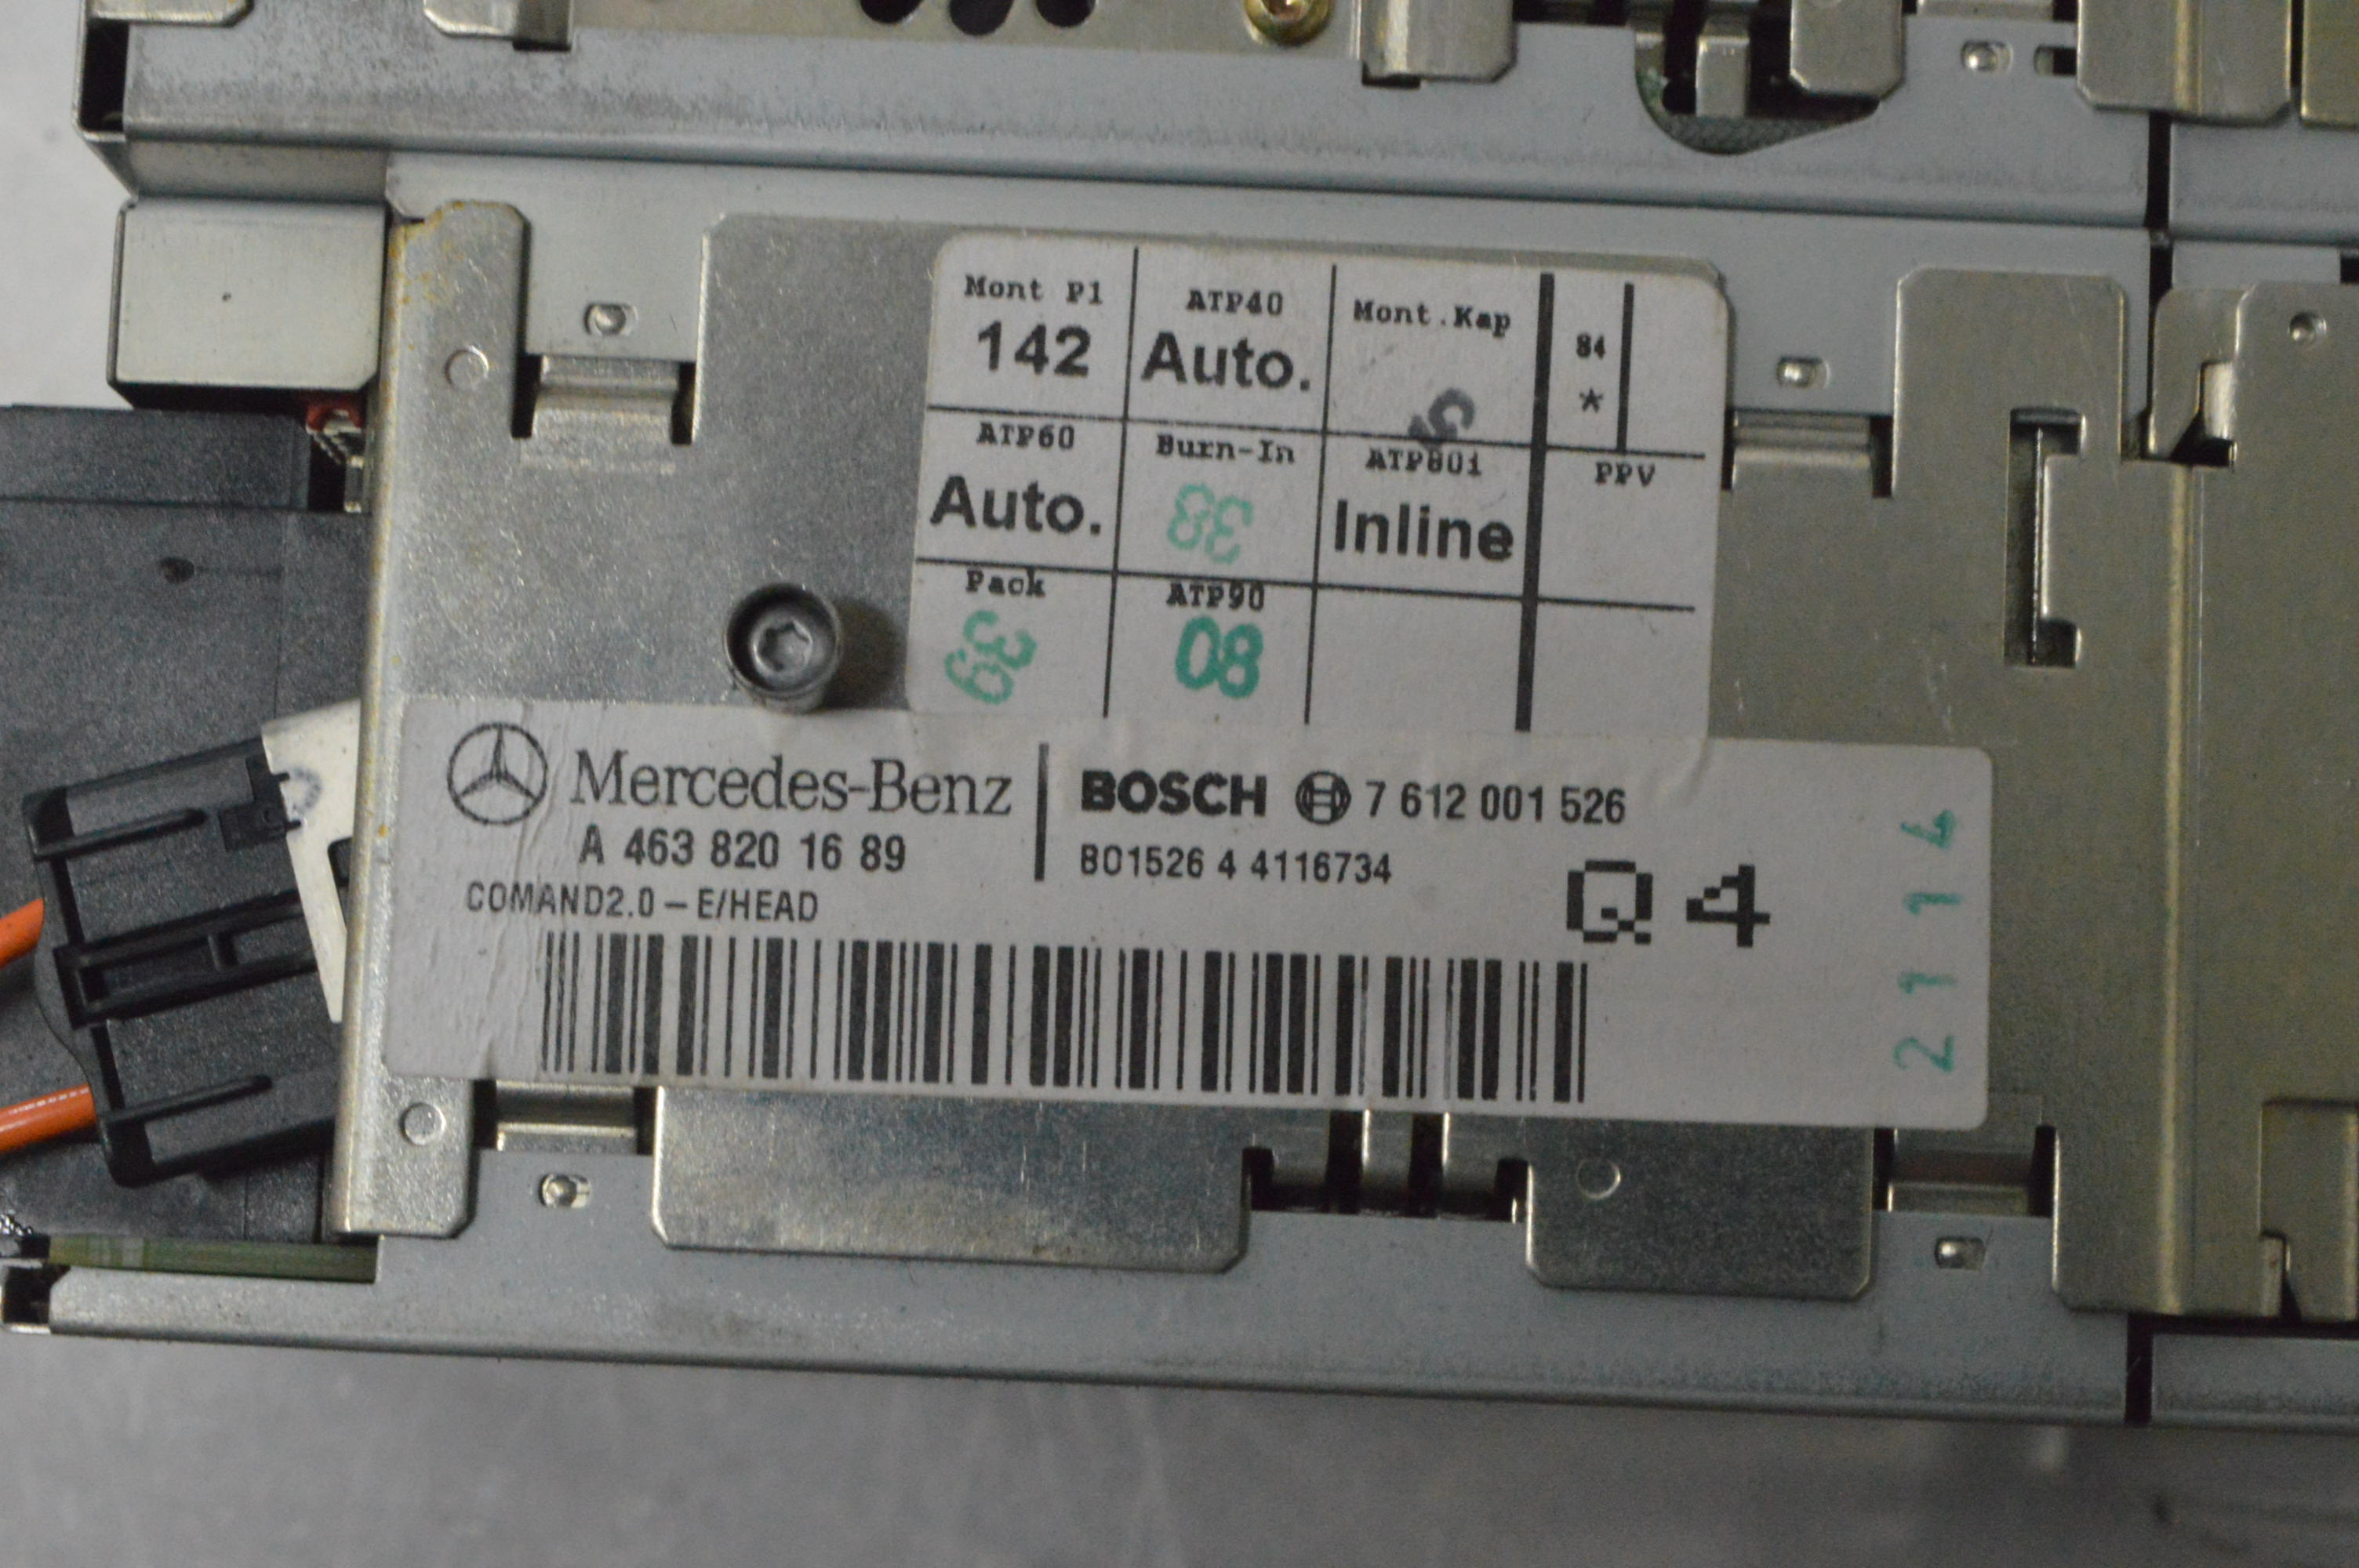 Mont P1 ATP40 Mont.Kap 84
142 Auto. *
ATP60 Burn-In ATP80i PPV
Auto. 38 Inline
Pack ATP90
39 08
Mercedes-Benz BOSCH 7 612 001 526
A 463 820 16 89 BO1526 4 4116734
COMAND2.0 – E/HEAD Q4
2114